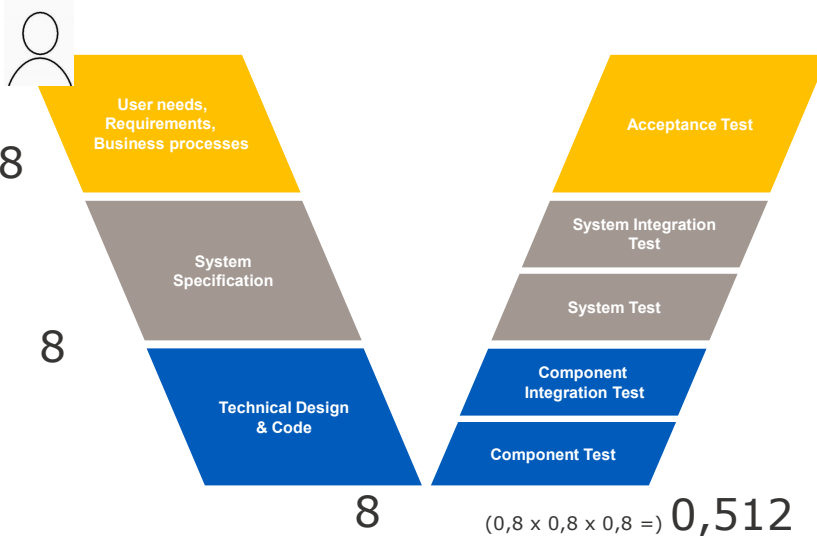 User needs,
Requirements,
Business processes
8
System
Specification
8
Technical Design
& Code
8
Acceptance Test
System Integration
Test
System Test
Component
Integration Test
Component Test
(0,8 x 0,8 x 0,8 =) 0,512